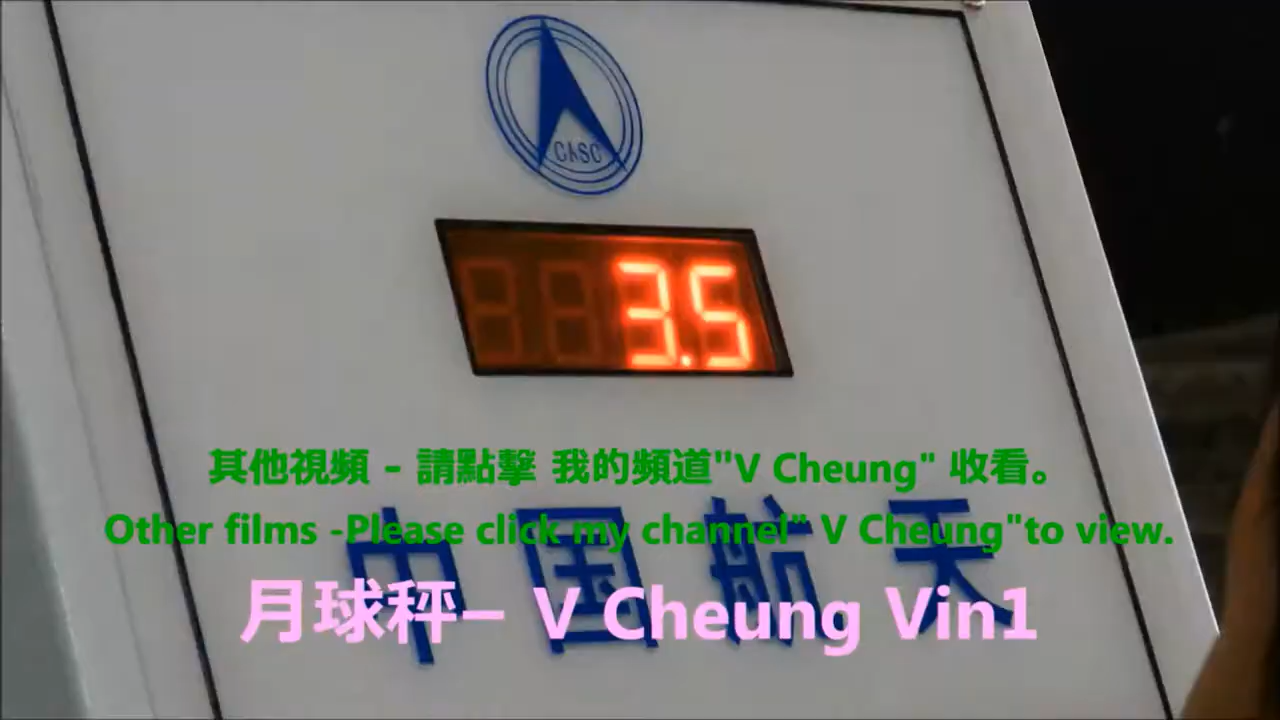 CASC
3.5
其他視頻 - 請點擊 我的頻道"V Cheung" 收看。
Other films -Please click my channel" V Cheung"to view.
中国航天
月球秤– V Cheung Vin1